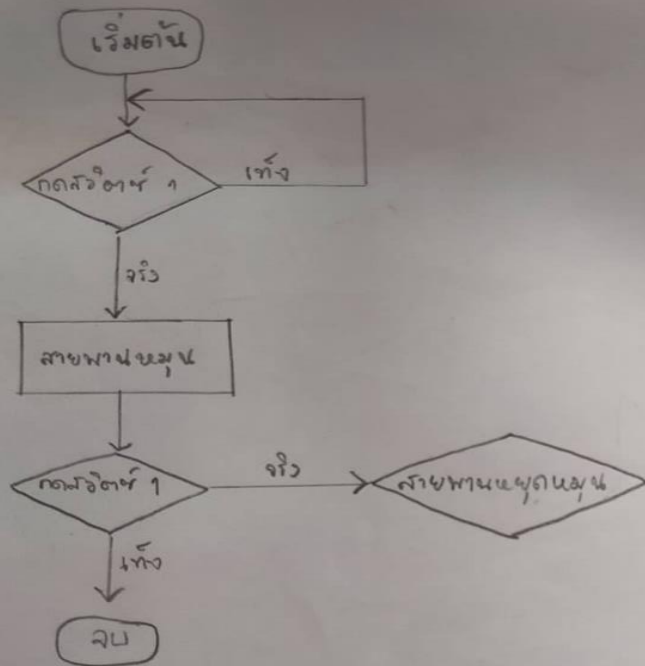 เริ่มต้น
กดสวิตซ์ 1
เท็จ
จริง
สายพานหมุน
กดสวิตซ์ 1
จริง
สายพานหยุดหมุน
เท็จ
จบ